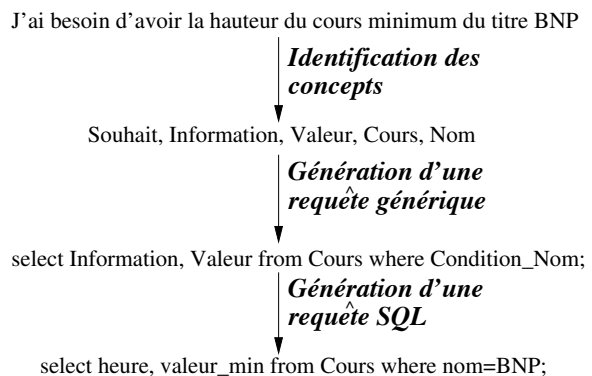 J'ai besoin d'avoir la hauteur du cours minimum du titre BNP
Identification des
concepts
Souhait, Information, Valeur, Cours, Nom
Génération d'une
requête générique
select Information, Valeur from Cours where Condition_Nom;
Génération d'une
requête SQL
select heure, valeur_min from Cours where nom=BNP;